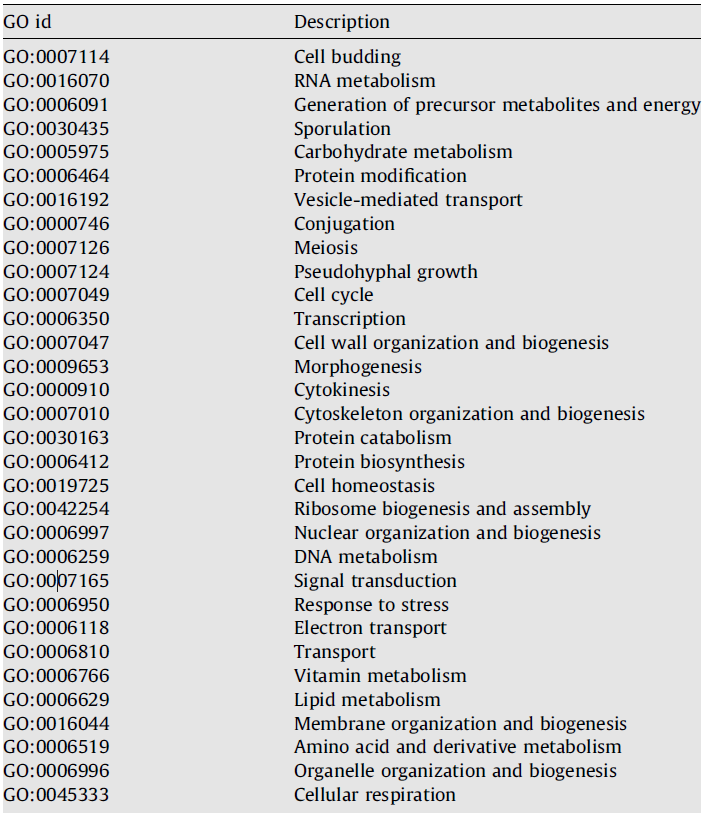 GO id Description
GO:0007114 Cell budding
GO:0016070 RNA metabolism
GO:0006091 Generation of precursor metabolites and energy
GO:0030435 Sporulation
GO:0005975 Carbohydrate metabolism
GO:0006464 Protein modification
GO:0016192 Vesicle-mediated transport
GO:0000746 Conjugation
GO:0007126 Meiosis
GO:0007124 Pseudohyphal growth
GO:0007049 Cell cycle
GO:0006350 Transcription
GO:0007047 Cell wall organization and biogenesis
GO:0009653 Morphogenesis
GO:0000910 Cytokinesis
GO:0007010 Cytoskeleton organization and biogenesis
GO:0030163 Protein catabolism
GO:0006412 Protein biosynthesis
GO:0019725 Cell homeostasis
GO:0042254 Ribosome biogenesis and assembly
GO:0006997 Nuclear organization and biogenesis
GO:0006259 DNA metabolism
GO:0007165 Signal transduction
GO:0006950 Response to stress
GO:0006118 Electron transport
GO:0006810 Transport
GO:0006766 Vitamin metabolism
GO:0006629 Lipid metabolism
GO:0016044 Membrane organization and biogenesis
GO:0006519 Amino acid and derivative metabolism
GO:0006996 Organelle organization and biogenesis
GO:0045333 Cellular respiration